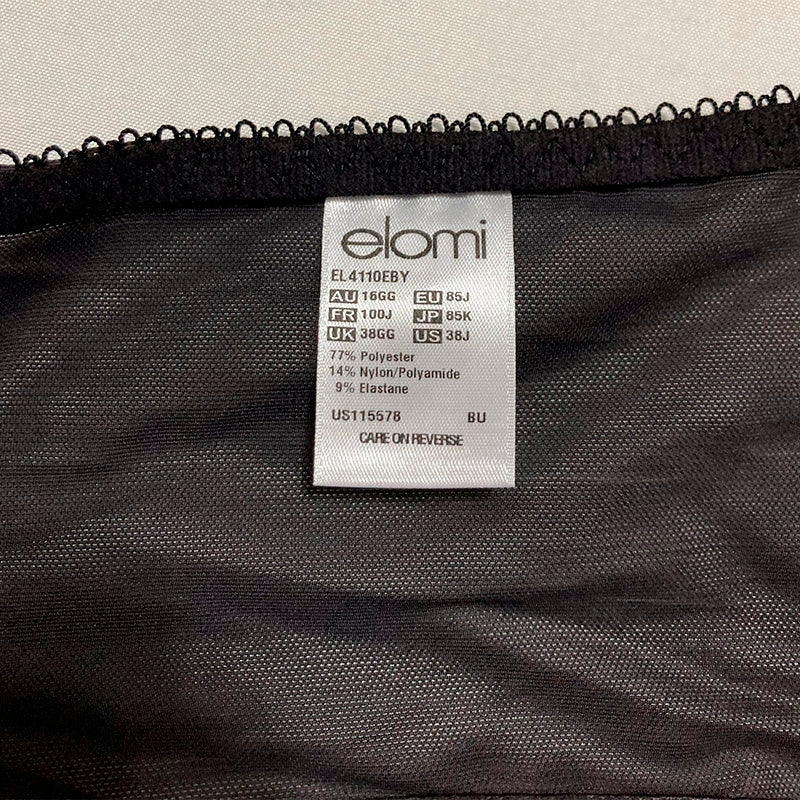 elomi
EL4110EBY
AU 16GG EU 85J
FR 100J JP 85K
UK 38GG US 38J
77% Polyester
14% Nylon/Polyamide
9% Elastane
US115578 BU
CARE ON REVERSE